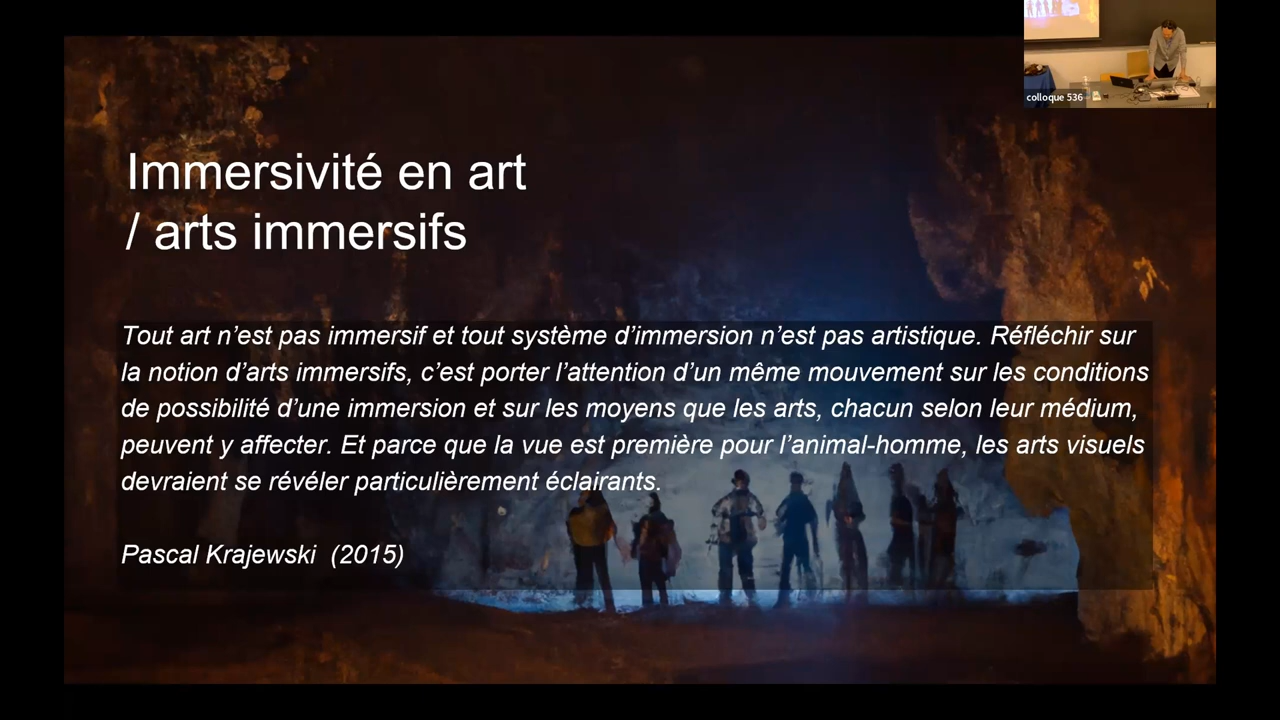 colloque 536
Immersivité en art
/ arts immersifs
Tout art n’est pas immersif et tout système d’immersion n’est pas artistique. Réfléchir sur
la notion d’arts immersifs, c’est porter l’attention d’un même mouvement sur les conditions
de possibilité d’une immersion et sur les moyens que les arts, chacun selon leur médium,
peuvent y affecter. Et parce que la vue est première pour l’animal-homme, les arts visuels
devraient se révéler particulièrement éclairants.
Pascal Krajewski (2015)